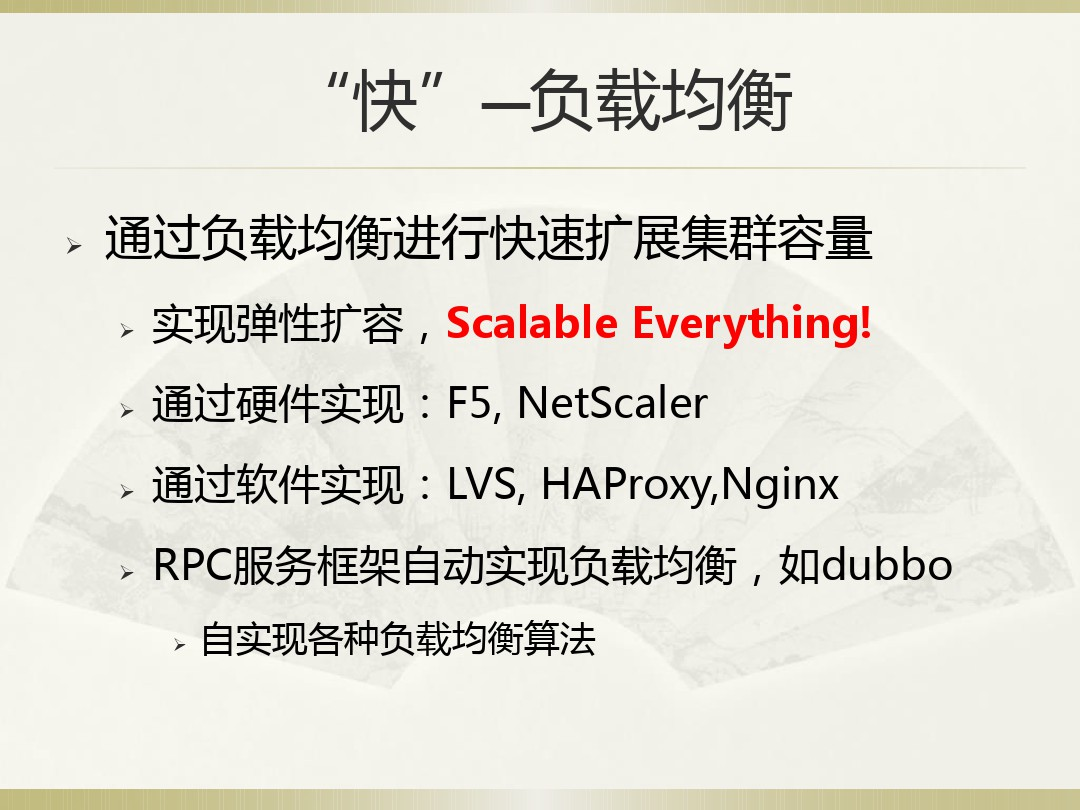 “快”—负载均衡
通过负载均衡进行快速扩展集群容量
实现弹性扩容，Scalable Everything!
通过硬件实现：F5, NetScaler
通过软件实现：LVS, HAProxy,Nginx
RPC服务框架自动实现负载均衡，如dubbo
自实现各种负载均衡算法